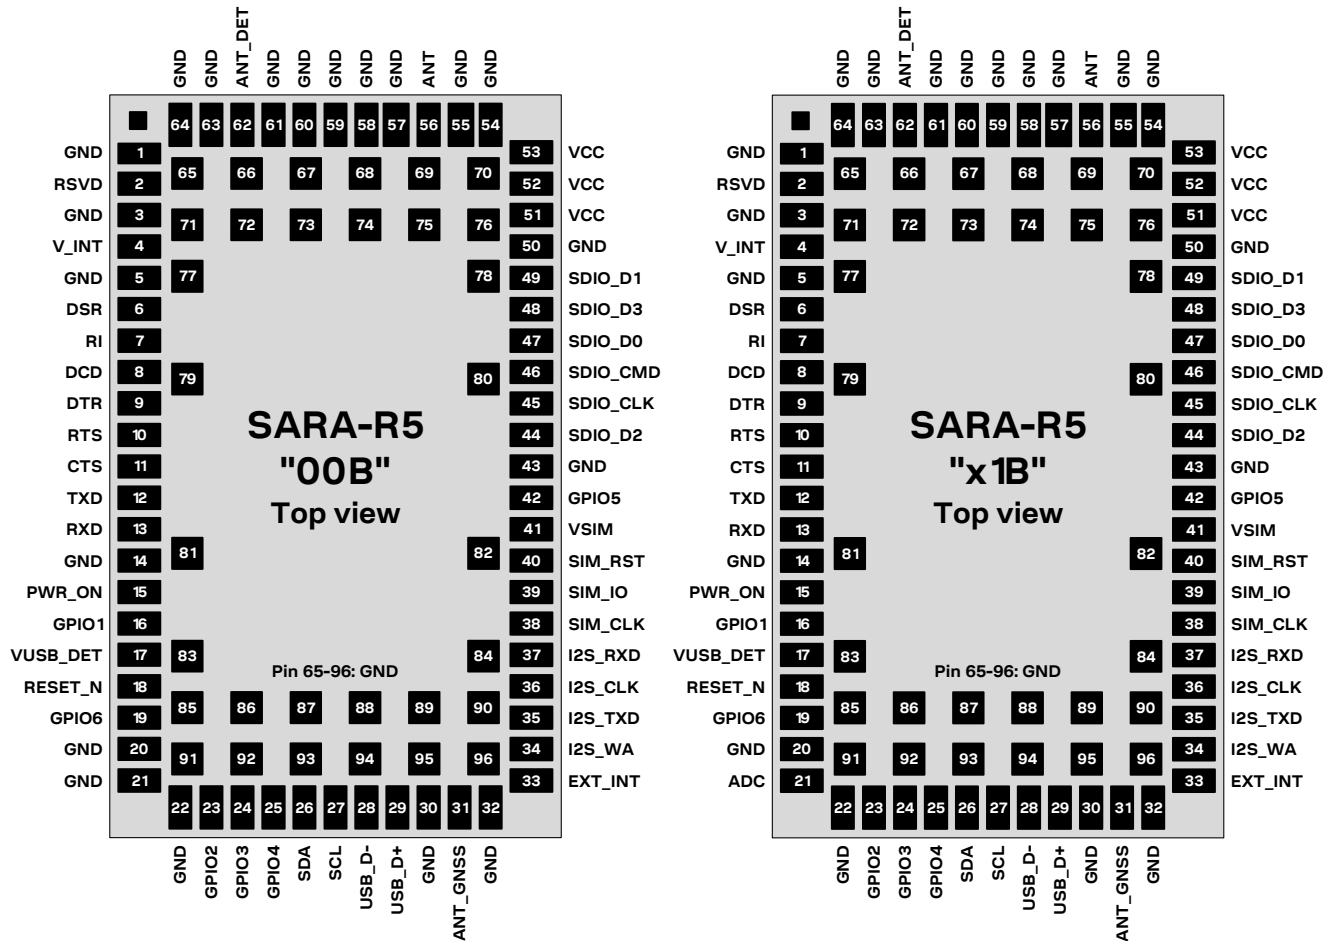 GND GND ANT_DET GND GND GND GND GND ANT GND GND
64 63 62 61 60 59 58 57 56 55 54
GND 1 53 VCC
65 66 67 68 69 70
RSVD 2 52 VCC
GND 3 51 VCC
71 72 73 74 75 76
V_INT 4 50 GND
GND 5 77 78 49 SDIO_D1
DSR 6 48 SDIO_D3
RI 7 47 SDIO_D0
DCD 8 79 80 46 SDIO_CMD
DTR 9 45 SDIO_CLK
SARA-R5
RTS 10 44 SDIO_D2
CTS 11 "00B" 43 GND
TXD 12 42 GPIO5
Top view
RXD 13 41 VSIM
81 82
GND 14 40 SIM_RST
PWR_ON 15 39 SIM_IO
GPIO1 16 38 SIM_CLK
VUSB_DET 17 83 84 37 I2S_RXD
Pin 65-96: GND
RESET_N 18 36 I2S_CLK
85 86 87 88 89 90
GPIO6 19 35 I2S_TXD
GND 20 34 I2S_WA
91 92 93 94 95 96
GND 21 33 EXT_INT
22 23 24 25 26 27 28 29 30 31 32
GND GPIO2 GPIO3 GPIO4 SDA SCL USB_D- USB_D+ GND ANT_GNSS GND
GND GND ANT_DET GND GND GND GND GND ANT GND GND
64 63 62 61 60 59 58 57 56 55 54
GND 1 53 VCC
65 66 67 68 69 70
RSVD 2 52 VCC
GND 3 51 VCC
71 72 73 74 75 76
V_INT 4 50 GND
GND 5 77 78 49 SDIO_D1
DSR 6 48 SDIO_D3
RI 7 47 SDIO_D0
DCD 8 79 80 46 SDIO_CMD
DTR 9 45 SDIO_CLK
SARA-R5
RTS 10 44 SDIO_D2
CTS 11 "x1B" 43 GND
TXD 12 42 GPIO5
Top view
RXD 13 41 VSIM
81 82
GND 14 40 SIM_RST
PWR_ON 15 39 SIM_IO
GPIO1 16 38 SIM_CLK
VUSB_DET 17 83 84 37 I2S_RXD
Pin 65-96: GND
RESET_N 18 36 I2S_CLK
85 86 87 88 89 90
GPIO6 19 35 I2S_TXD
GND 20 34 I2S_WA
91 92 93 94 95 96
ADC 21 33 EXT_INT
22 23 24 25 26 27 28 29 30 31 32
GND GPIO2 GPIO3 GPIO4 SDA SCL USB_D- USB_D+ GND ANT_GNSS GND